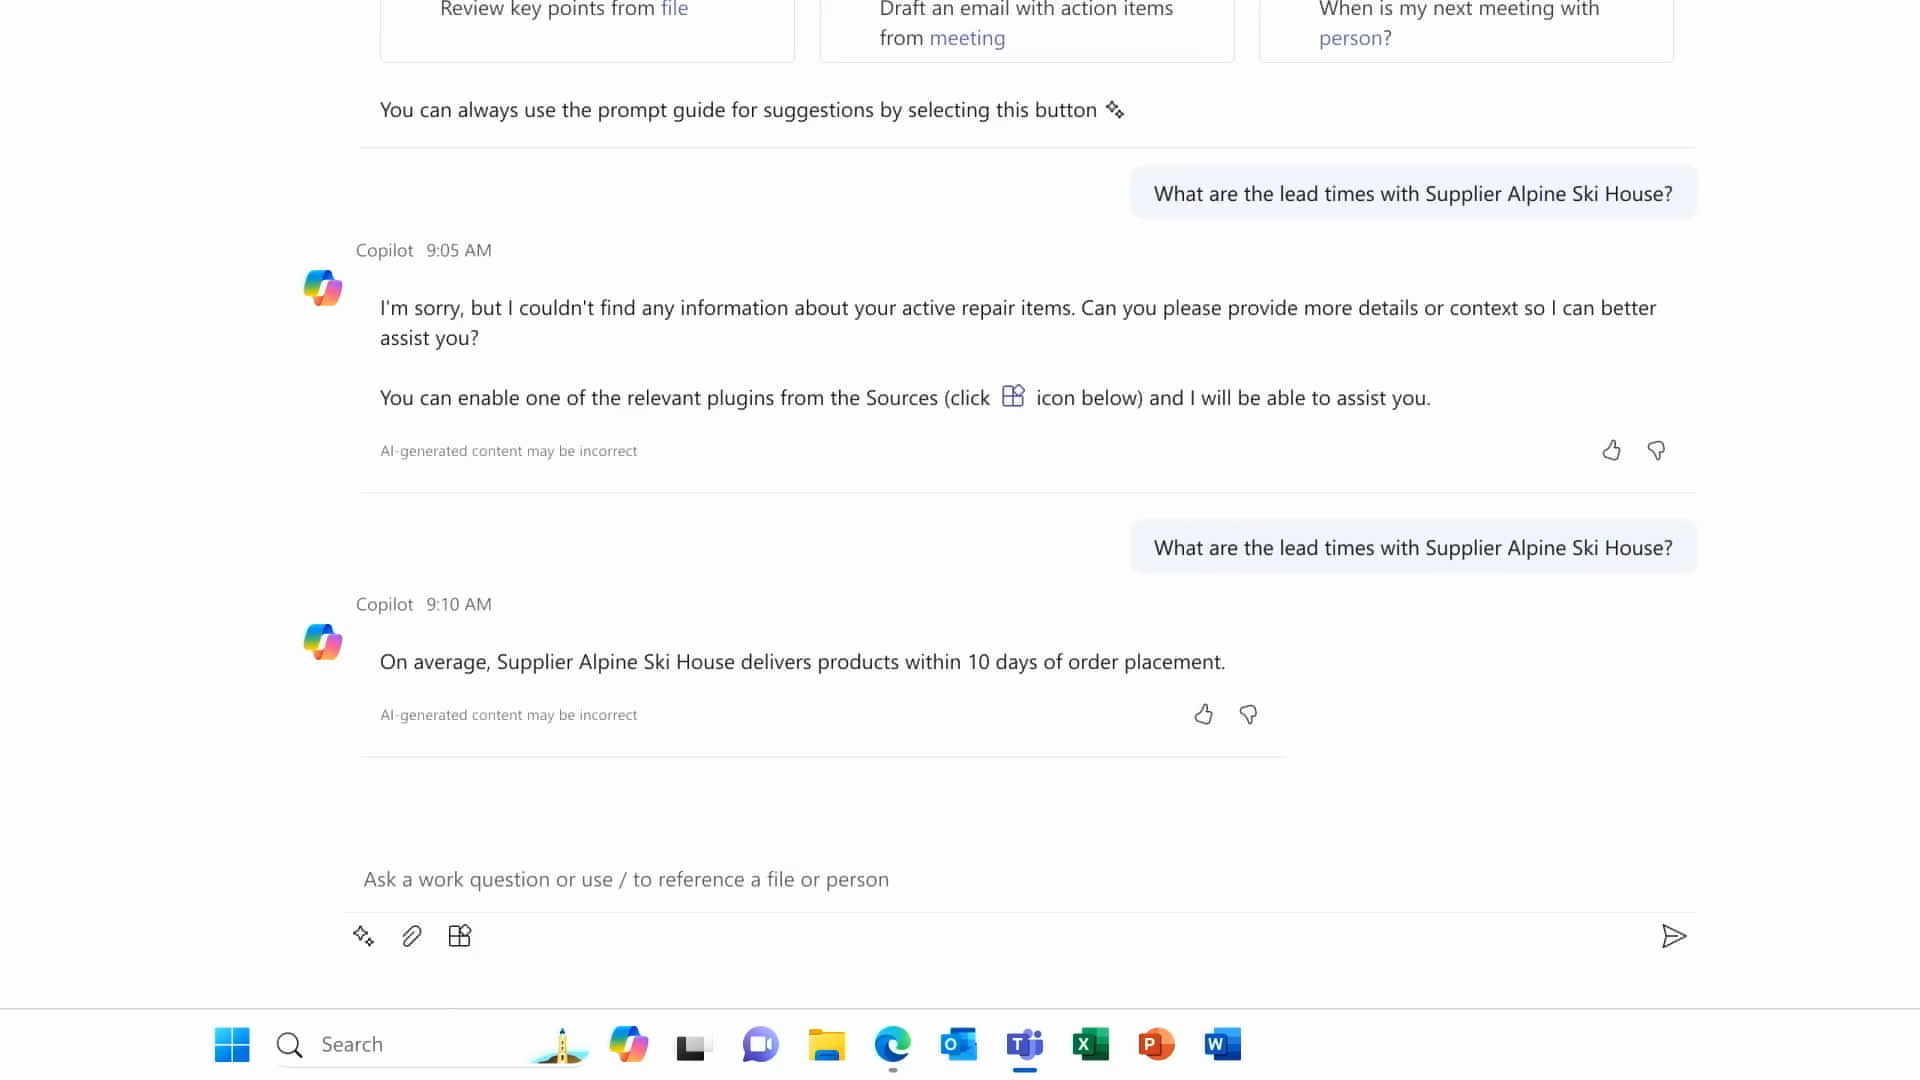 Review key points from file
Draft an email with action items
from meeting
When is my next meeting with
person?
You can always use the prompt guide for suggestions by selecting this button
What are the lead times with Supplier Alpine Ski House?
Copilot 9:05 AM
I'm sorry, but I couldn't find any information about your active repair items. Can you please provide more details or context so I can better
assist you?
You can enable one of the relevant plugins from the Sources (click icon below) and I will be able to assist you.
AI-generated content may be incorrect
What are the lead times with Supplier Alpine Ski House?
Copilot 9:10 AM
On average, Supplier Alpine Ski House delivers products within 10 days of order placement.
AI-generated content may be incorrect
Ask a work question or use / to reference a file or person
Search